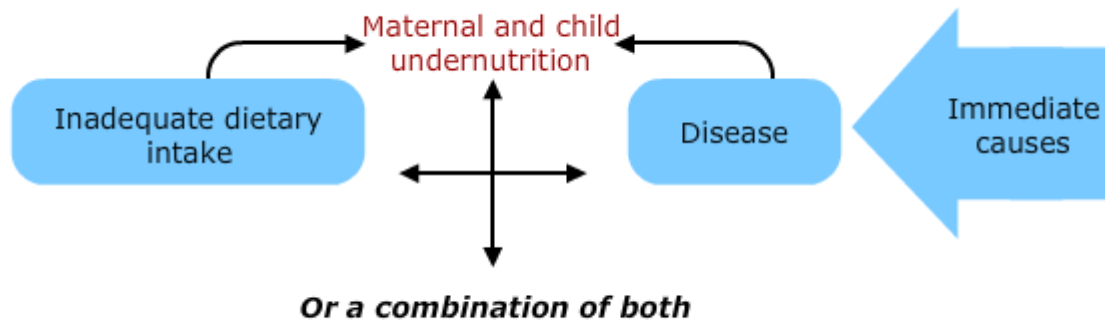 Maternal and child
undernutrition
Inadequate dietary
intake
Disease
Immediate
causes
Or a combination of both